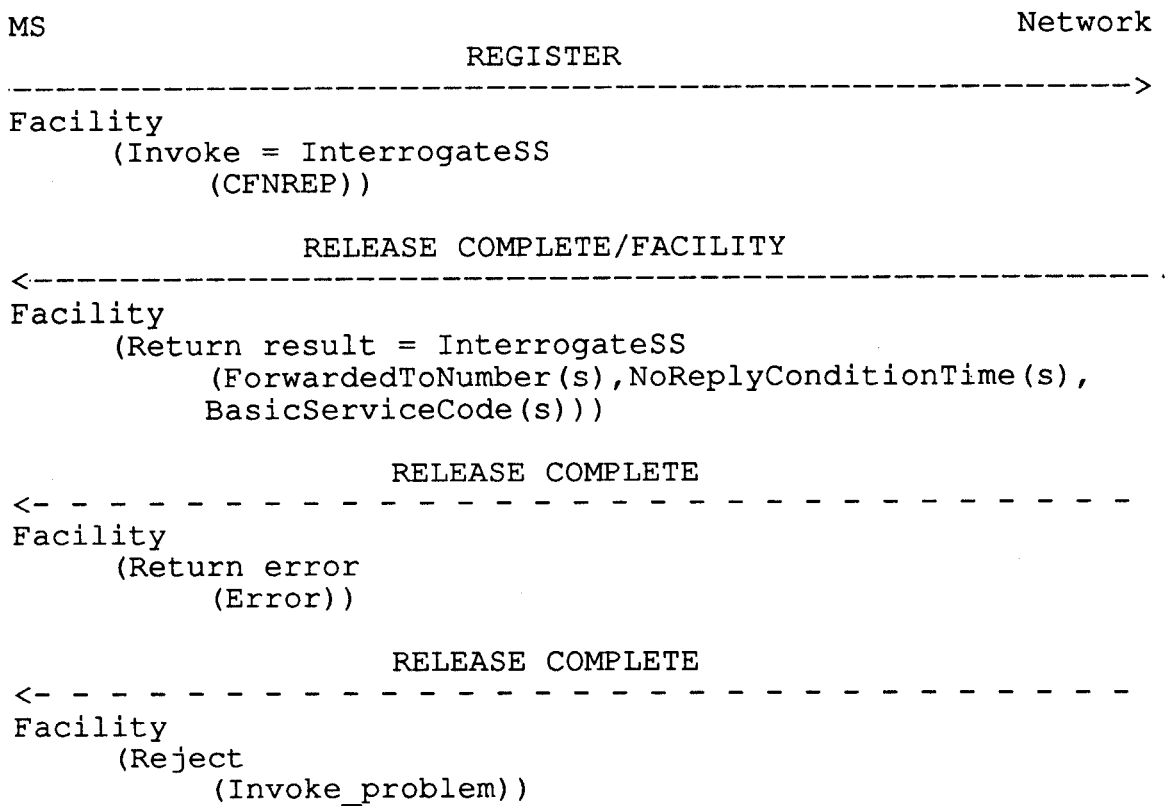 MS Network
REGISTER
------------------------------------------------------------>
Facility
(Invoke = InterrogateSS
(CFNREP))
RELEASE COMPLETE/FACILITY
<------------------------------------------------------------
Facility
(Return result = InterrogateSS
(ForwardedToNumber(s),NoReplyConditionTime(s),
BasicServiceCode(s)))
RELEASE COMPLETE
<- - - - - - - - - - - - - - - - - - - - - - - - - - - - -
Facility
(Return error
(Error))
RELEASE COMPLETE
<- - - - - - - - - - - - - - - - - - - - - - - - - - - - -
Facility
(Reject
(Invoke_problem))